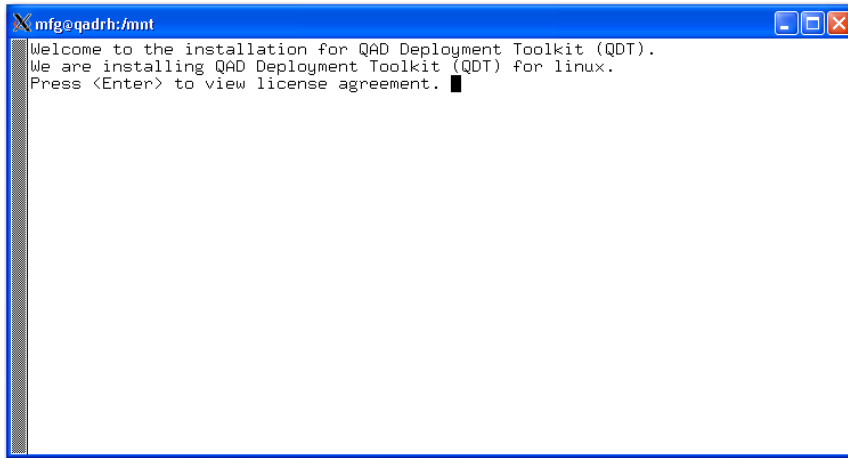 mfg@qadrh:/mnt
Welcome to the installation for QAD Deployment Toolkit (QDT).
We are installing QAD Deployment Toolkit (QDT) for linux.
Press <Enter> to view license agreement.